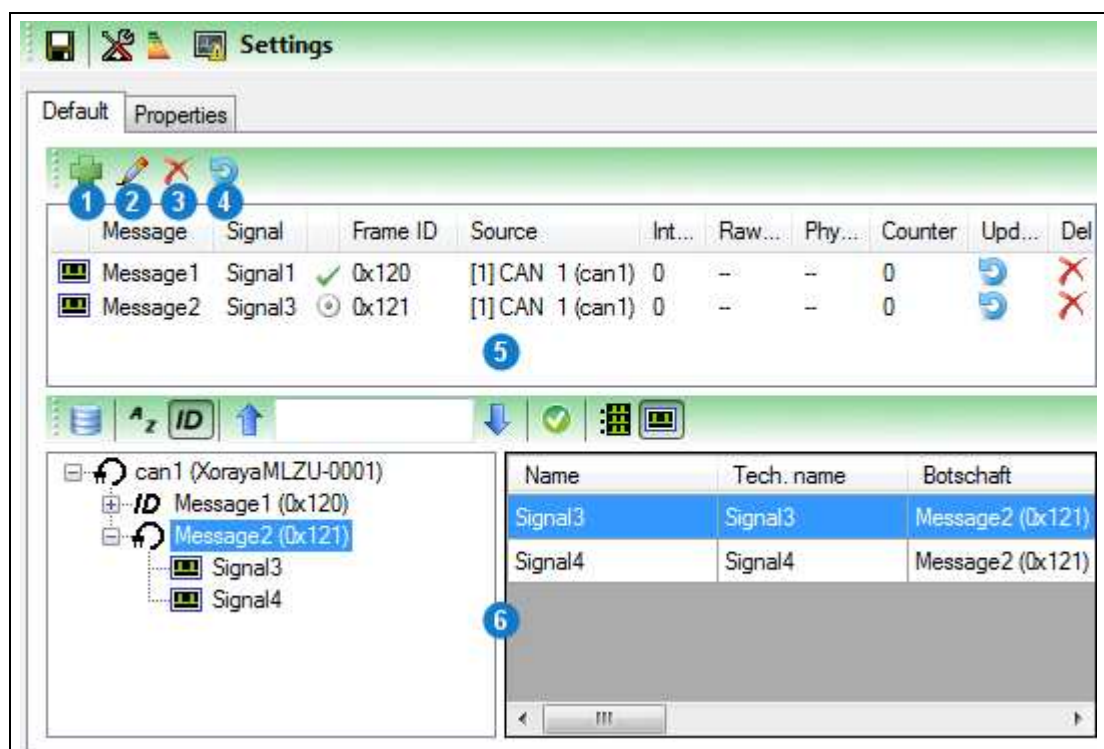 Settings
Default Properties
1 2 3 4
Message Signal Frame ID Source Int... Raw... Phy... Counter Upd... Del
Message1 Signal1 0x120 [1] CAN 1 (can1) 0 -- -- 0
Message2 Signal3 0x121 [1] CAN 1 (can1) 0 -- -- 0
5
A Z ID
can1 (XorayaMLZU-0001)
ID Message1 (0x120)
Message2 (0x121)
Signal3
Signal4
Name Tech. name Botschaft
Signal3 Signal3 Message2 (0x121)
Signal4 Signal4 Message2 (0x121)
6